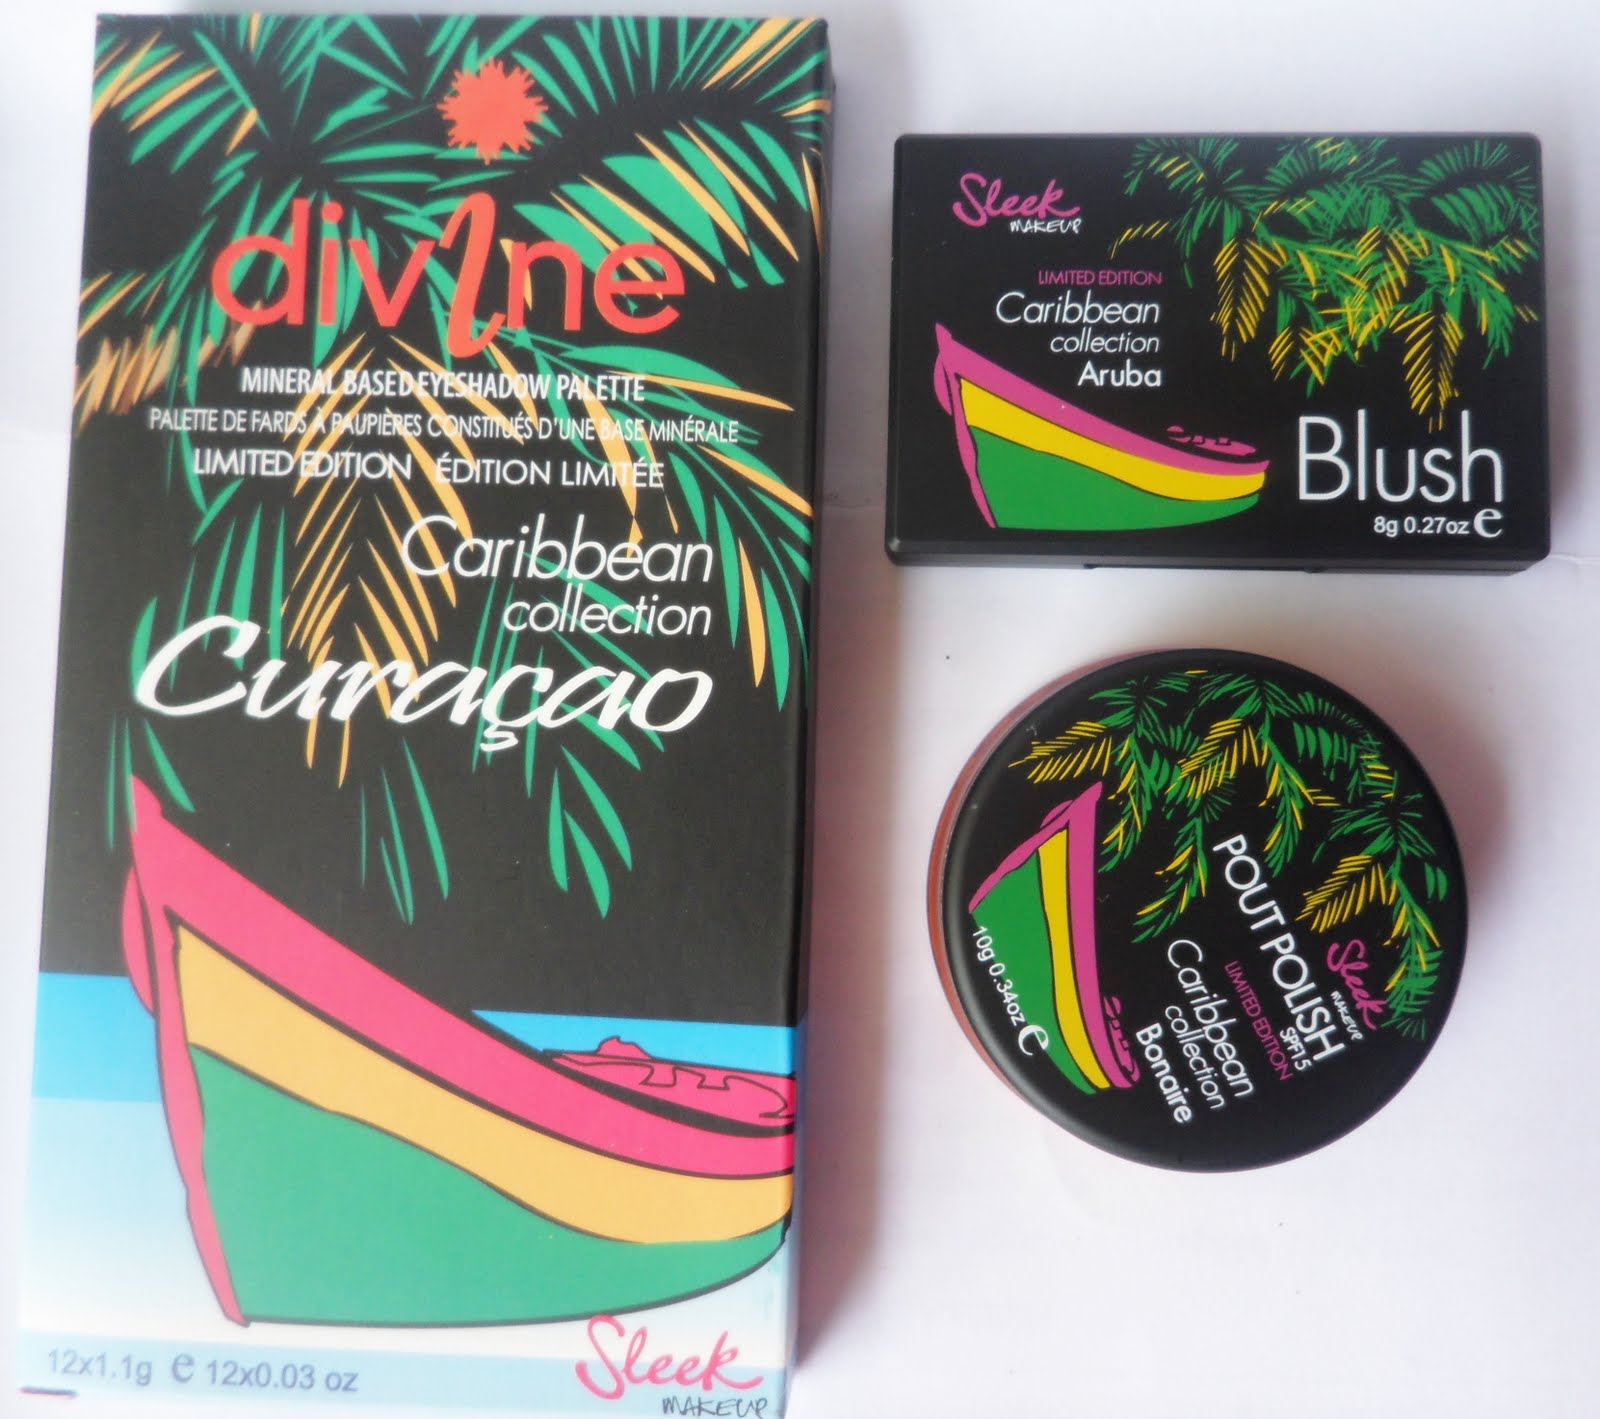 divine
MINERAL BASED EYESHADOW PALETTE
PALETTE DE FARDS À PAUPIÈRES CONSTITUÉS D'UNE BASE MINÉRALE
LIMITED EDITION ÉDITION LIMITÉE
Caribbean
collection
Curaçao
12x1.1g e 12x0.03 oz
Sleek
MAKEUP
Sleek
MAKEUP
LIMITED EDITION
Caribbean
collection
Aruba
Blush
8g 0.27oz e
Sleek
MAKEUP
POUT POLISH
SPF15
LIMITED EDITION
Caribbean
collection
Bonaire
10g 0.34oz e